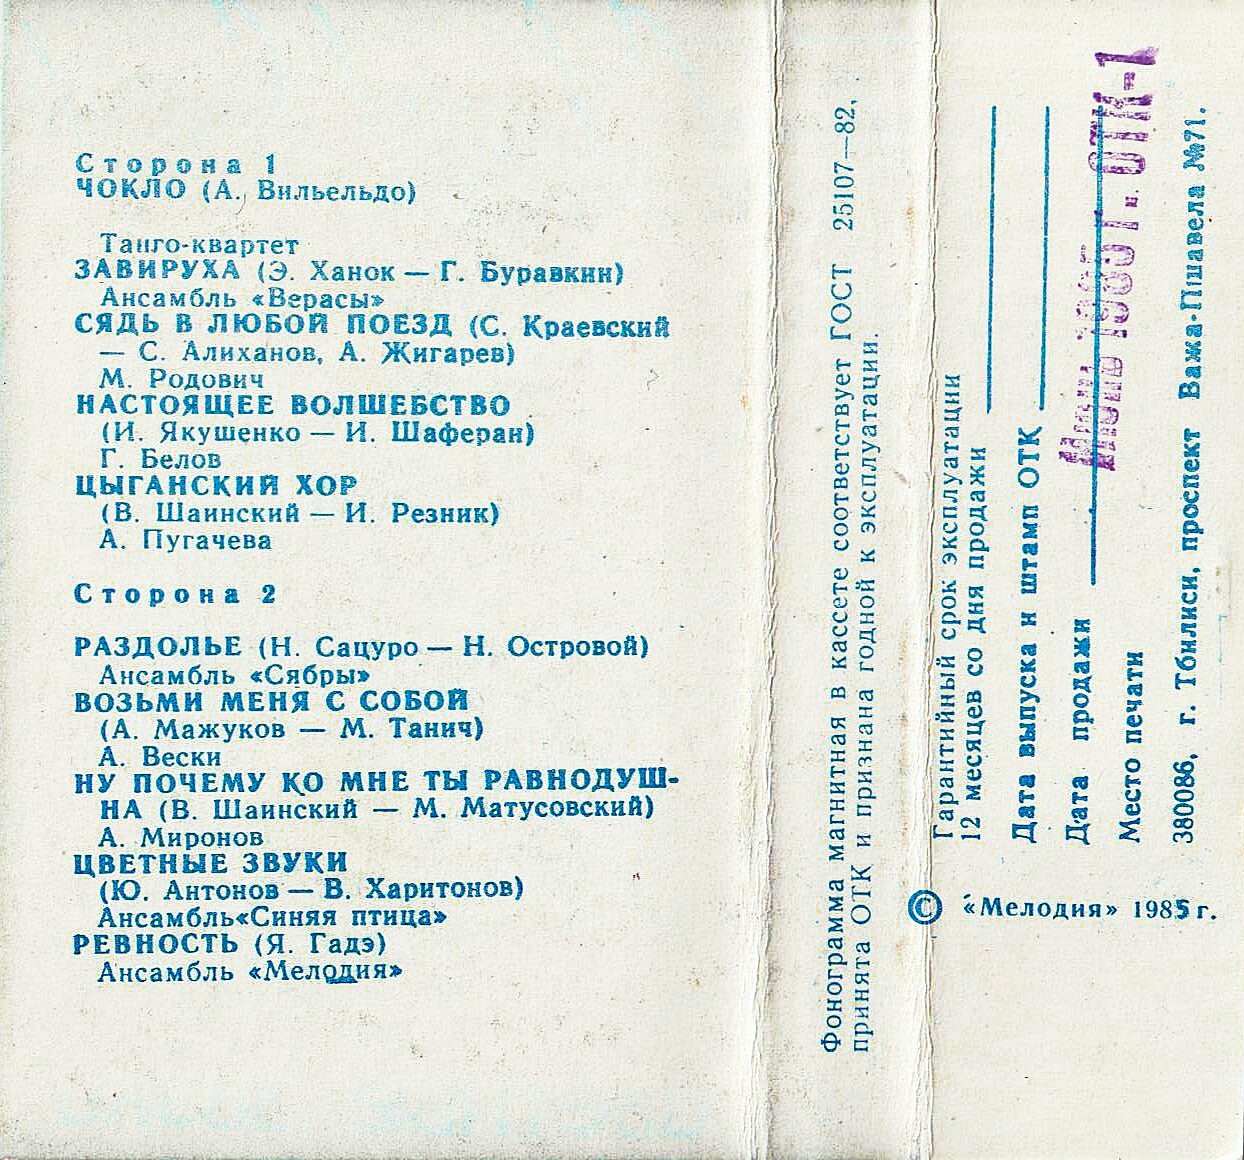 Сторона 1
ЧОКЛО (А. Вильельдо)
Танго-квартет
ЗАВИРУХА (Э. Ханок — Г. Буравкин)
Ансамбль «Верасы»
СЯДЬ В ЛЮБОЙ ПОЕЗД (С. Краевский
— С. Алиханов, А. Жигарев)
М. Родович
НАСТОЯЩЕЕ ВОЛШЕБСТВО
(И. Якушенко — И. Шаферан)
Г. Белов
ЦЫГАНСКИЙ ХОР
(В. Шаинский — И. Резник)
А. Пугачева
Сторона 2
РАЗДОЛЬЕ (Н. Сацуро — Н. Островой)
Ансамбль «Сябры»
ВОЗЬМИ МЕНЯ С СОБОЙ
(А. Мажуков — М. Танич)
А. Вески
НУ ПОЧЕМУ КО МНЕ ТЫ РАВНОДУШ-
НА (В. Шаинский — М. Матусовский)
А. Миронов
ЦВЕТНЫЕ ЗВУКИ
(Ю. Антонов — В. Харитонов)
Ансамбль«Синяя птица»
РЕВНОСТЬ (Я. Гадэ)
Ансамбль «Мелодия»
Фонограмма магнитная в кассете соответствует ГОСТ 25107—82,
принята ОТК и признана годной к эксплуатации.
Гарантийный срок эксплуатации
12 месяцев со дня продажи
Дата выпуска и штамп ОТК
Дата продажи
Место печати
380086, г. Тбилиси, проспект Важа-Пшавела №71.
ОТК-1
© «Мелодия» 1985 г.